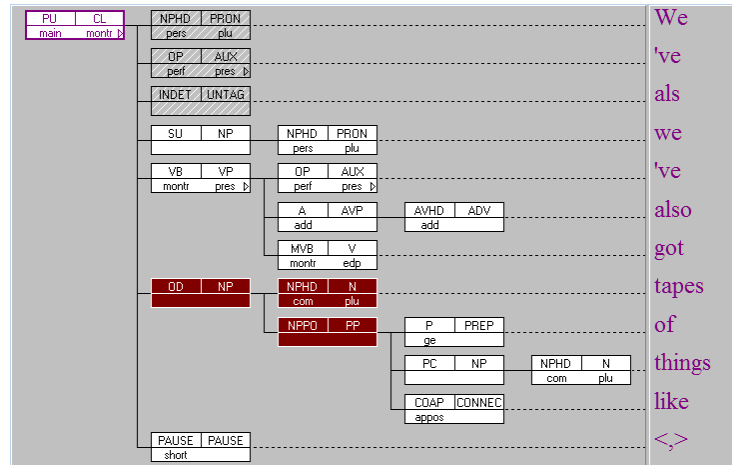 PU CL NPHD PRON We
main montr pers plu
OP AUX 've
perf pres
INDET UNTAG als
SU NP NPHD PRON we
pers plu
VB VP OP AUX 've
montr pres perf pres
A AVP AVHD ADV also
add add
MVB V got
montr edp
OD NP NPHD N tapes
com plu
NPPO PP P PREP of
ge
PC NP NPHD N things
com plu
COAP CONNEC like
appos
PAUSE PAUSE <,>
short